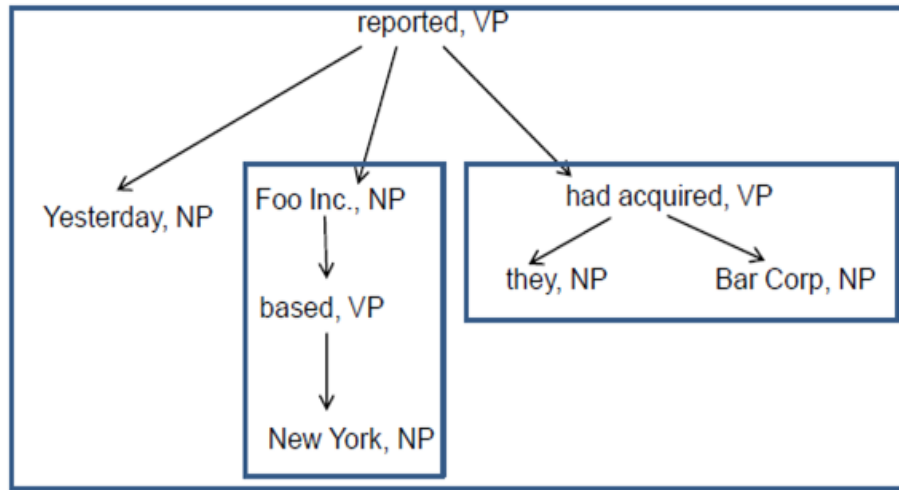 reported, VP
Yesterday, NP
Foo Inc., NP
had acquired, VP
they, NP
Bar Corp, NP
based, VP
New York, NP